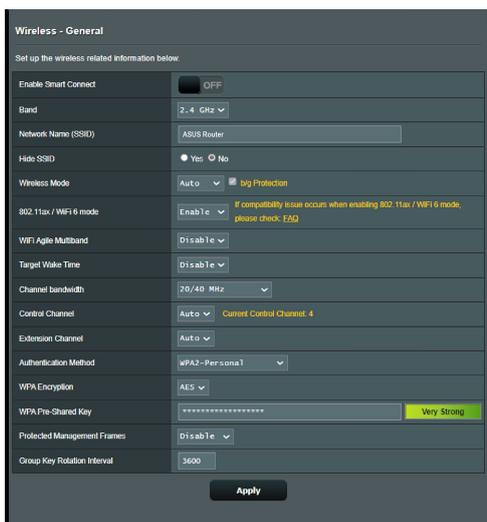 Wireless - General
Set up the wireless related information below.
Enable Smart Connect OFF
Band 2.4 GHz
Network Name (SSID) ASUS Router
Hide SSID Yes No
Wireless Mode Auto b/g Protection
802.11ax / WiFi 6 mode Enable If compatibility issue occurs when enabling 802.11ax / WiFi 6 mode,
please check: FAQ
WiFi Agile Multiband Disable
Target Wake Time Disable
Channel bandwidth 20/40 MHz
Control Channel Auto Current Control Channel: 4
Extension Channel Auto
Authentication Method WPA2-Personal
WPA Encryption AES
WPA Pre-Shared Key ****************** Very Strong
Protected Management Frames Disable
Group Key Rotation Interval 3600
Apply